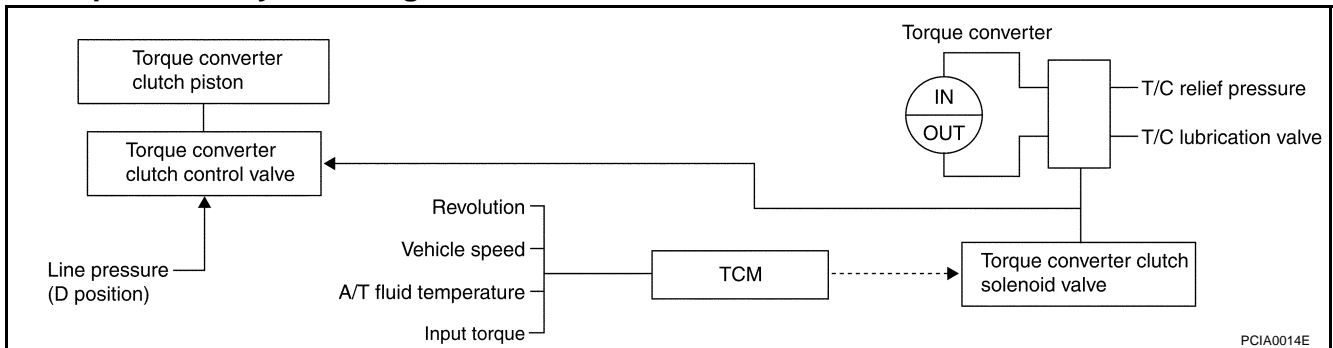 Torque converter
clutch piston
Torque converter
clutch control valve
Line pressure
(D position)
Revolution
Vehicle speed
A/T fluid temperature
Input torque
TCM
Torque converter
IN
OUT
T/C relief pressure
T/C lubrication valve
Torque converter clutch
solenoid valve
PCIA0014E